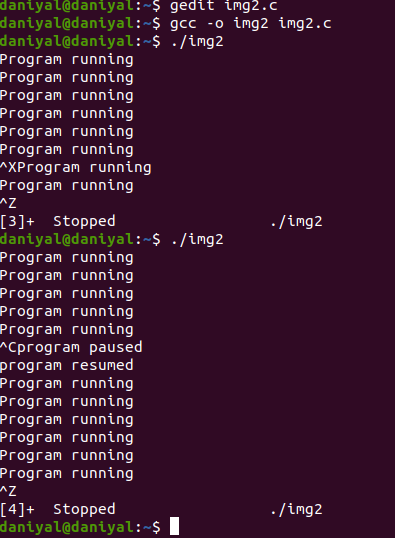 daniyal@daniyal:~$ gedit img2.c
daniyal@daniyal:~$ gcc -o img2 img2.c
daniyal@daniyal:~$ ./img2
Program running
Program running
Program running
Program running
Program running
Program running
^XProgram running
Program running
^Z
[3]+  Stopped                 ./img2
daniyal@daniyal:~$ ./img2
Program running
Program running
Program running
Program running
Program running
^Cprogram paused
program resumed
Program running
Program running
Program running
Program running
Program running
Program running
^Z
[4]+  Stopped                 ./img2
daniyal@daniyal:~$